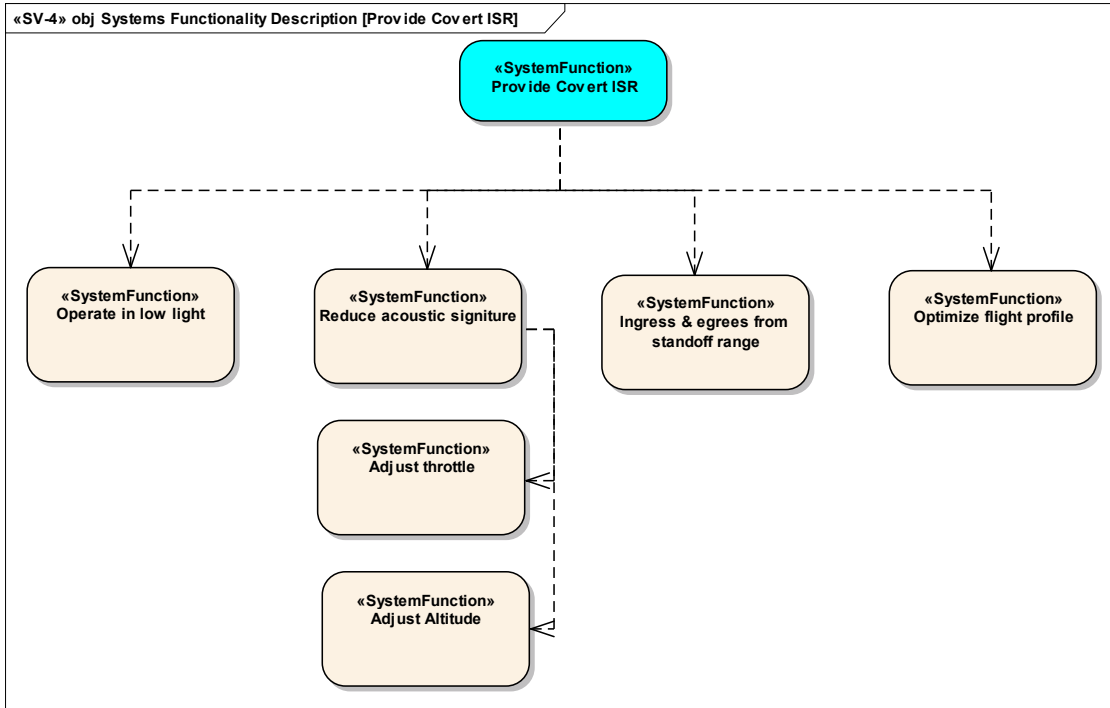 «SV-4» obj Systems Functionality Description [Provide Covert ISR]
«SystemFunction»
Provide Covert ISR
«SystemFunction»
Operate in low light
«SystemFunction»
Reduce acoustic signiture
«SystemFunction»
Ingress & egrees from
standoff range
«SystemFunction»
Optimize flight profile
«SystemFunction»
Adjust throttle
«SystemFunction»
Adjust Altitude